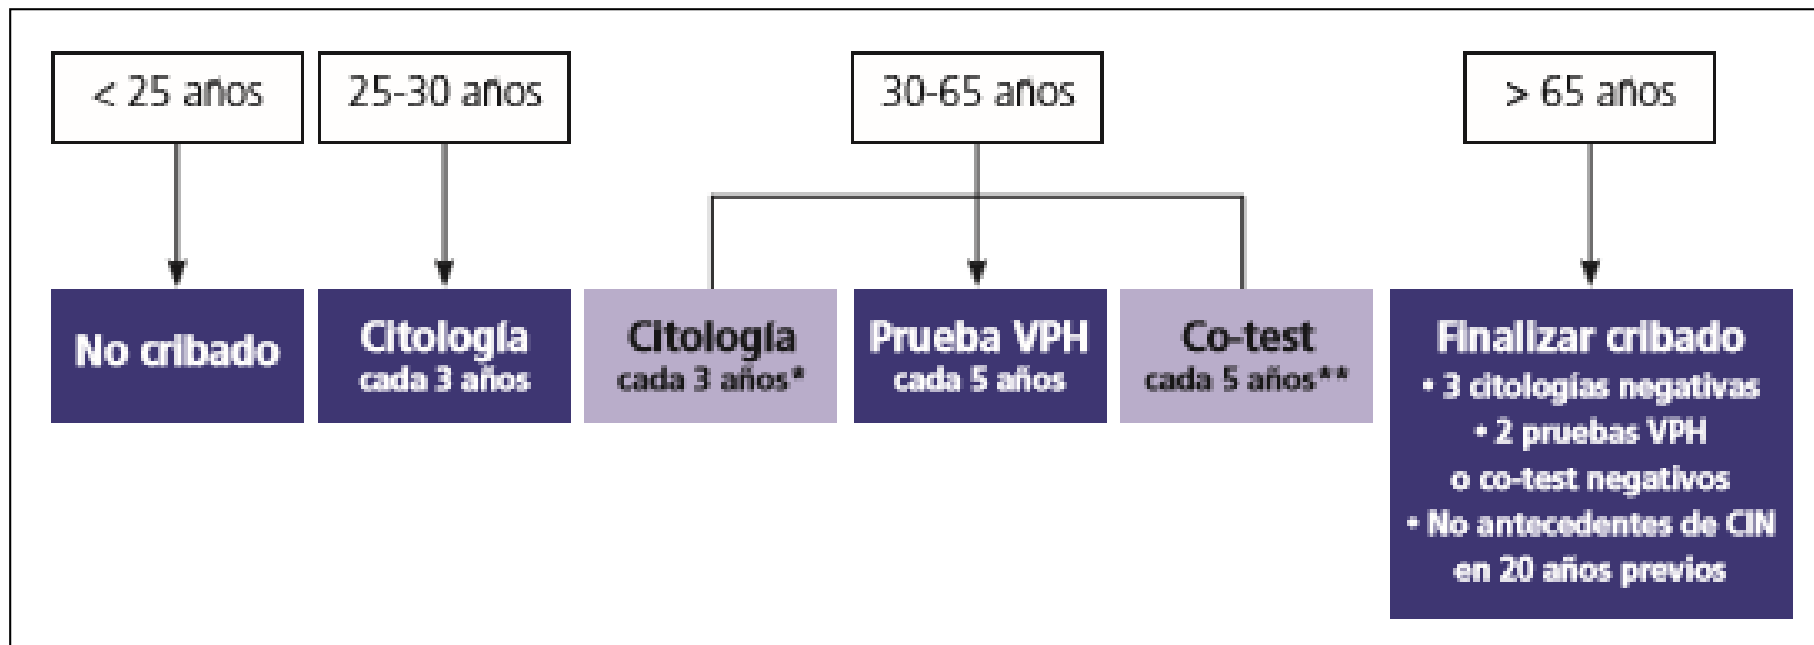 < 25 años
25-30 años
30-65 años
> 65 años
No cribado
Citología
cada 3 años
Citología
cada 3 años*
Prueba VPH
cada 5 años
Co-test
cada 5 años**
Finalizar cribado
• 3 citologías negativas
• 2 pruebas VPH
o co-test negativos
• No antecedentes de CIN
en 20 años previos